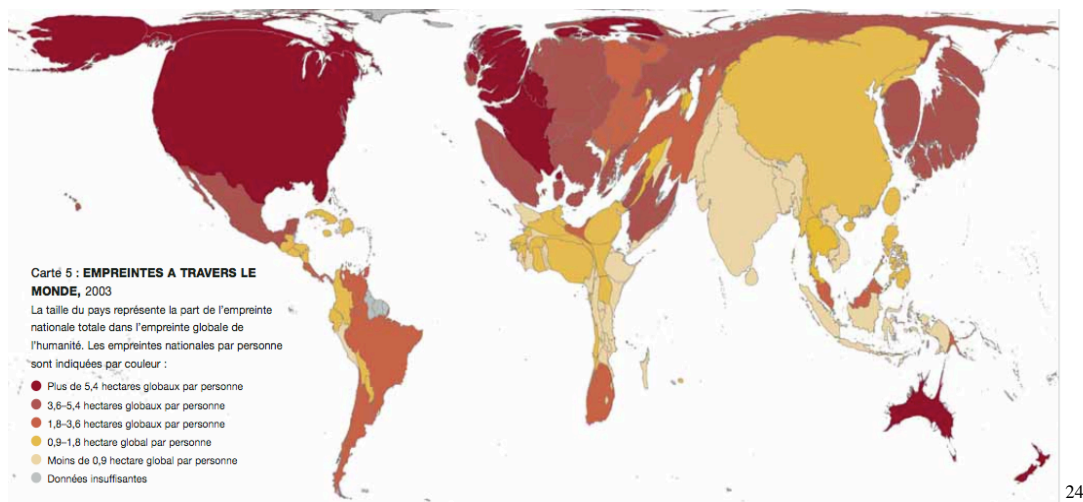 Carte 5 : EMPREINTES A TRAVERS LE
MONDE, 2003
La taille du pays représente la part de l'empreinte
nationale totale dans l'empreinte globale de
l'humanité. Les empreintes nationales par personne
sont indiquées par couleur :
Plus de 5,4 hectares globaux par personne
3,6–5,4 hectares globaux par personne
1,8–3,6 hectares globaux par personne
0,9–1,8 hectare global par personne
Moins de 0,9 hectare global par personne
Données insuffisantes
24